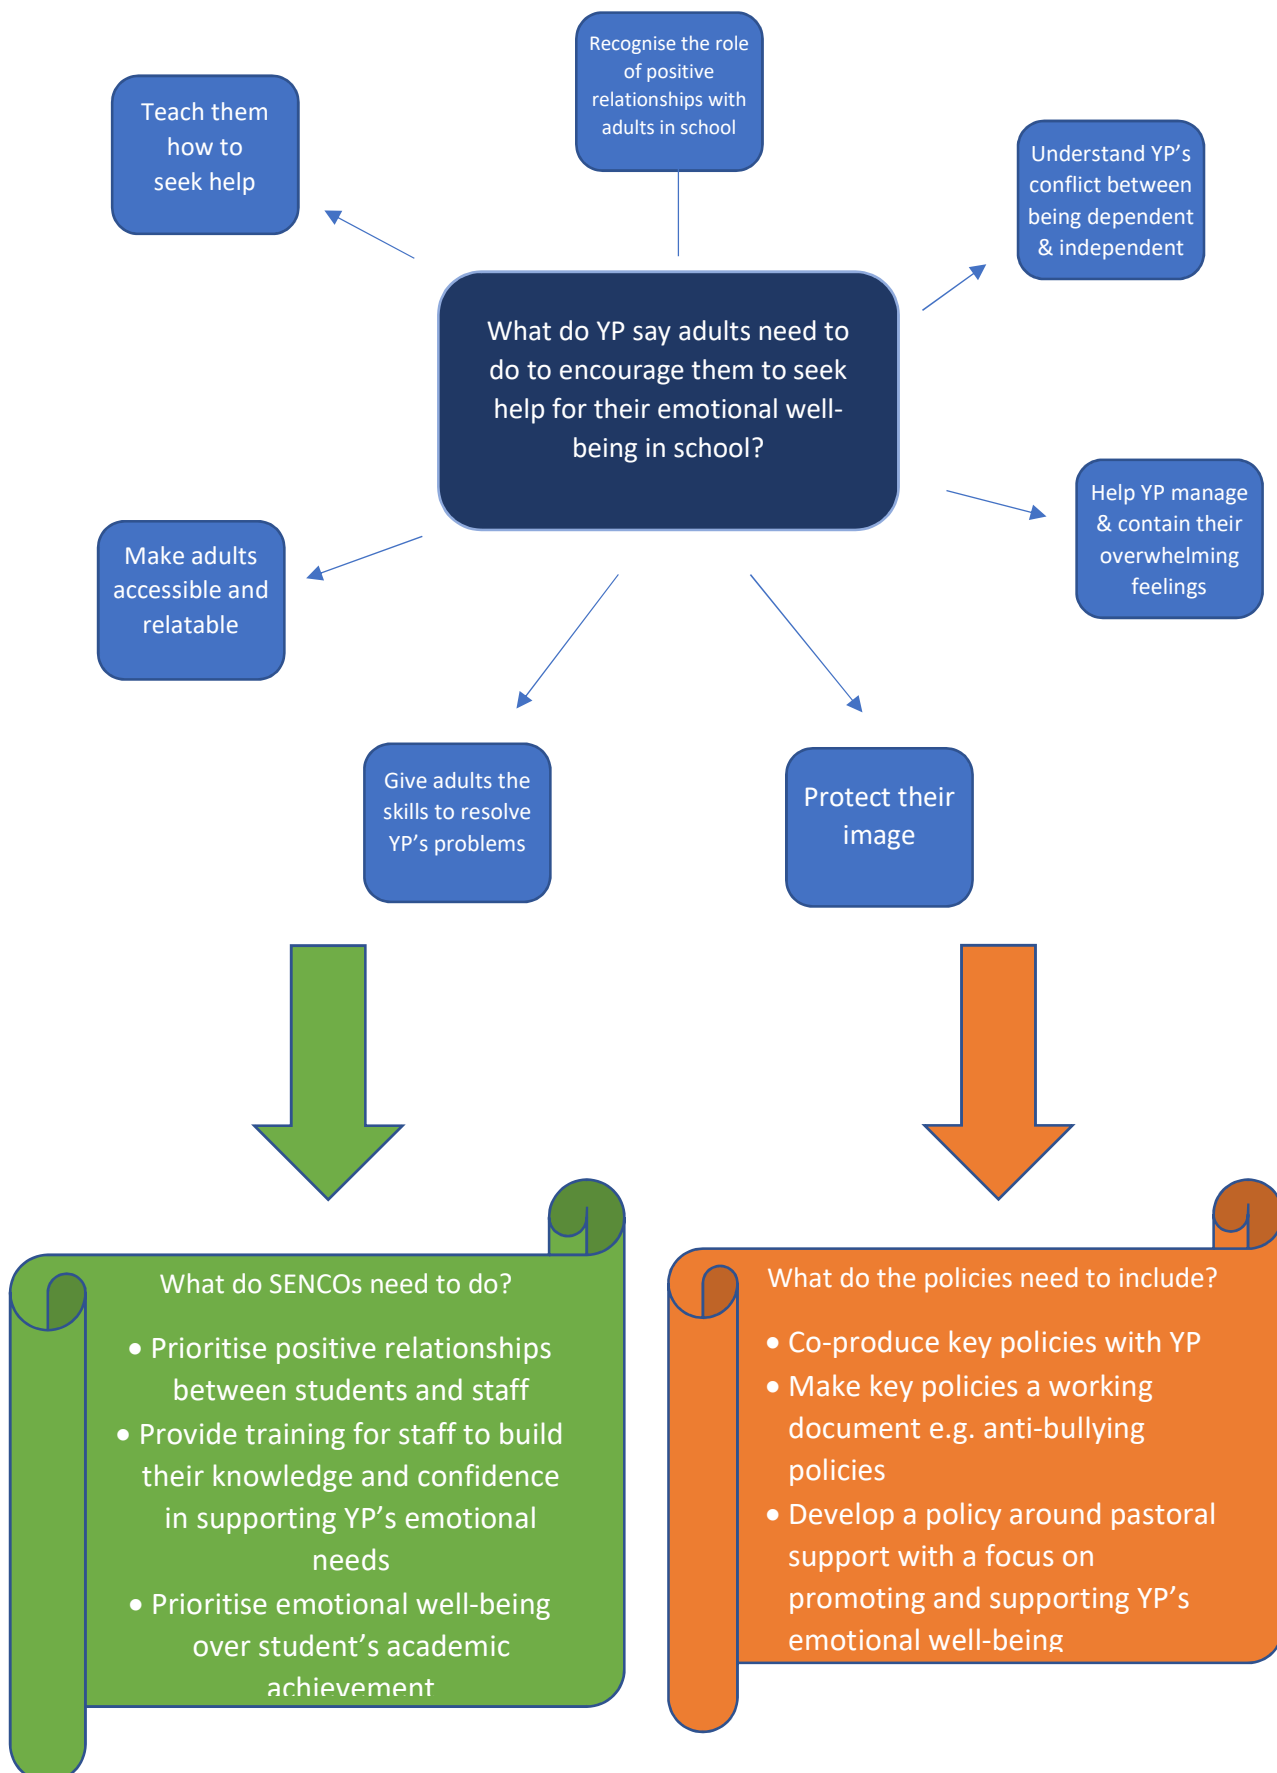 Recognise the role
of positive
relationships with
adults in school
Teach them
how to
seek help
Understand YP’s
conflict between
being dependent
& independent
What do YP say adults need to
do to encourage them to seek
help for their emotional well-
being in school?
Help YP manage
& contain their
overwhelming
feelings
Make adults
accessible and
relatable
Give adults the
skills to resolve
YP’s problems
Protect their
image
What do SENCOs need to do?
• Prioritise positive relationships
between students and staff
• Provide training for staff to build
their knowledge and confidence
in supporting YP’s emotional
needs
• Prioritise emotional well-being
over student’s academic
achievement
What do the policies need to include?
• Co-produce key policies with YP
• Make key policies a working
document e.g. anti-bullying
policies
• Develop a policy around pastoral
support with a focus on
promoting and supporting YP’s
emotional well-being